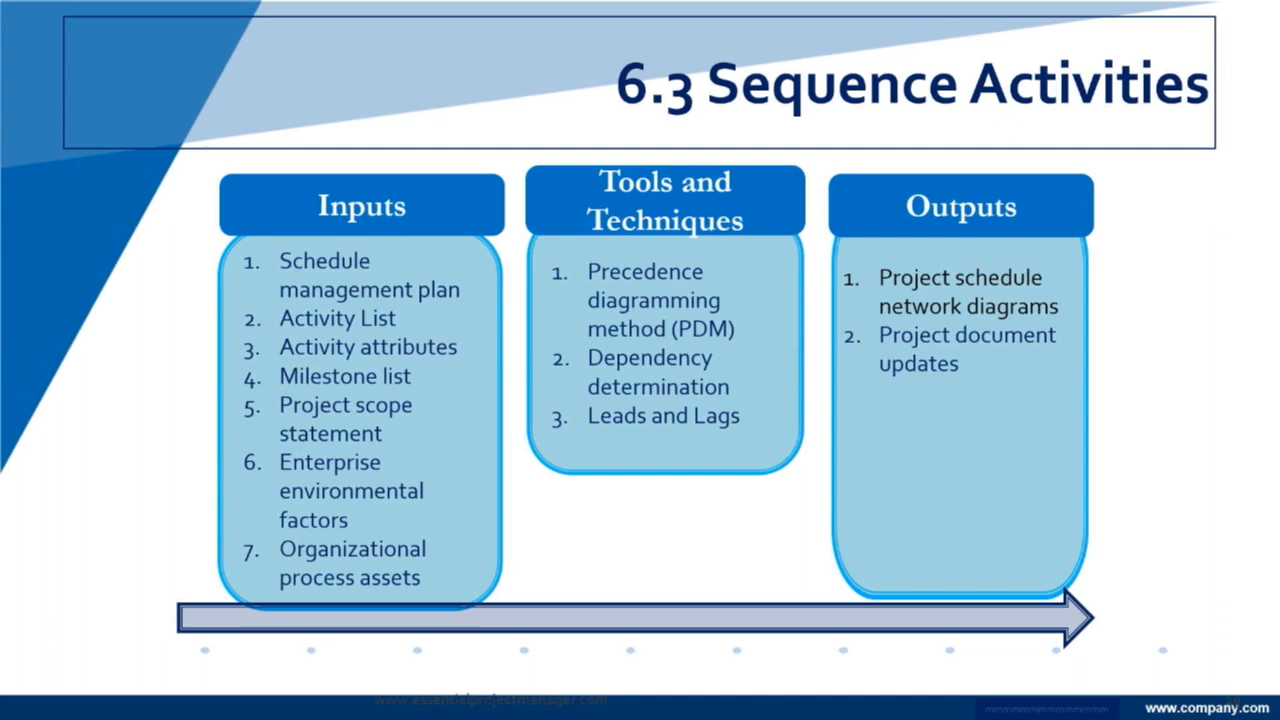 6.3 Sequence Activities
Inputs
1. Schedule
management plan
2. Activity List
3. Activity attributes
4. Milestone list
5. Project scope
statement
6. Enterprise
environmental
factors
7. Organizational
process assets
Tools and
Techniques
1. Precedence
diagramming
method (PDM)
2. Dependency
determination
3. Leads and Lags
Outputs
1. Project schedule
network diagrams
2. Project document
updates
www.essentialprojectmanager.com
www.company.com